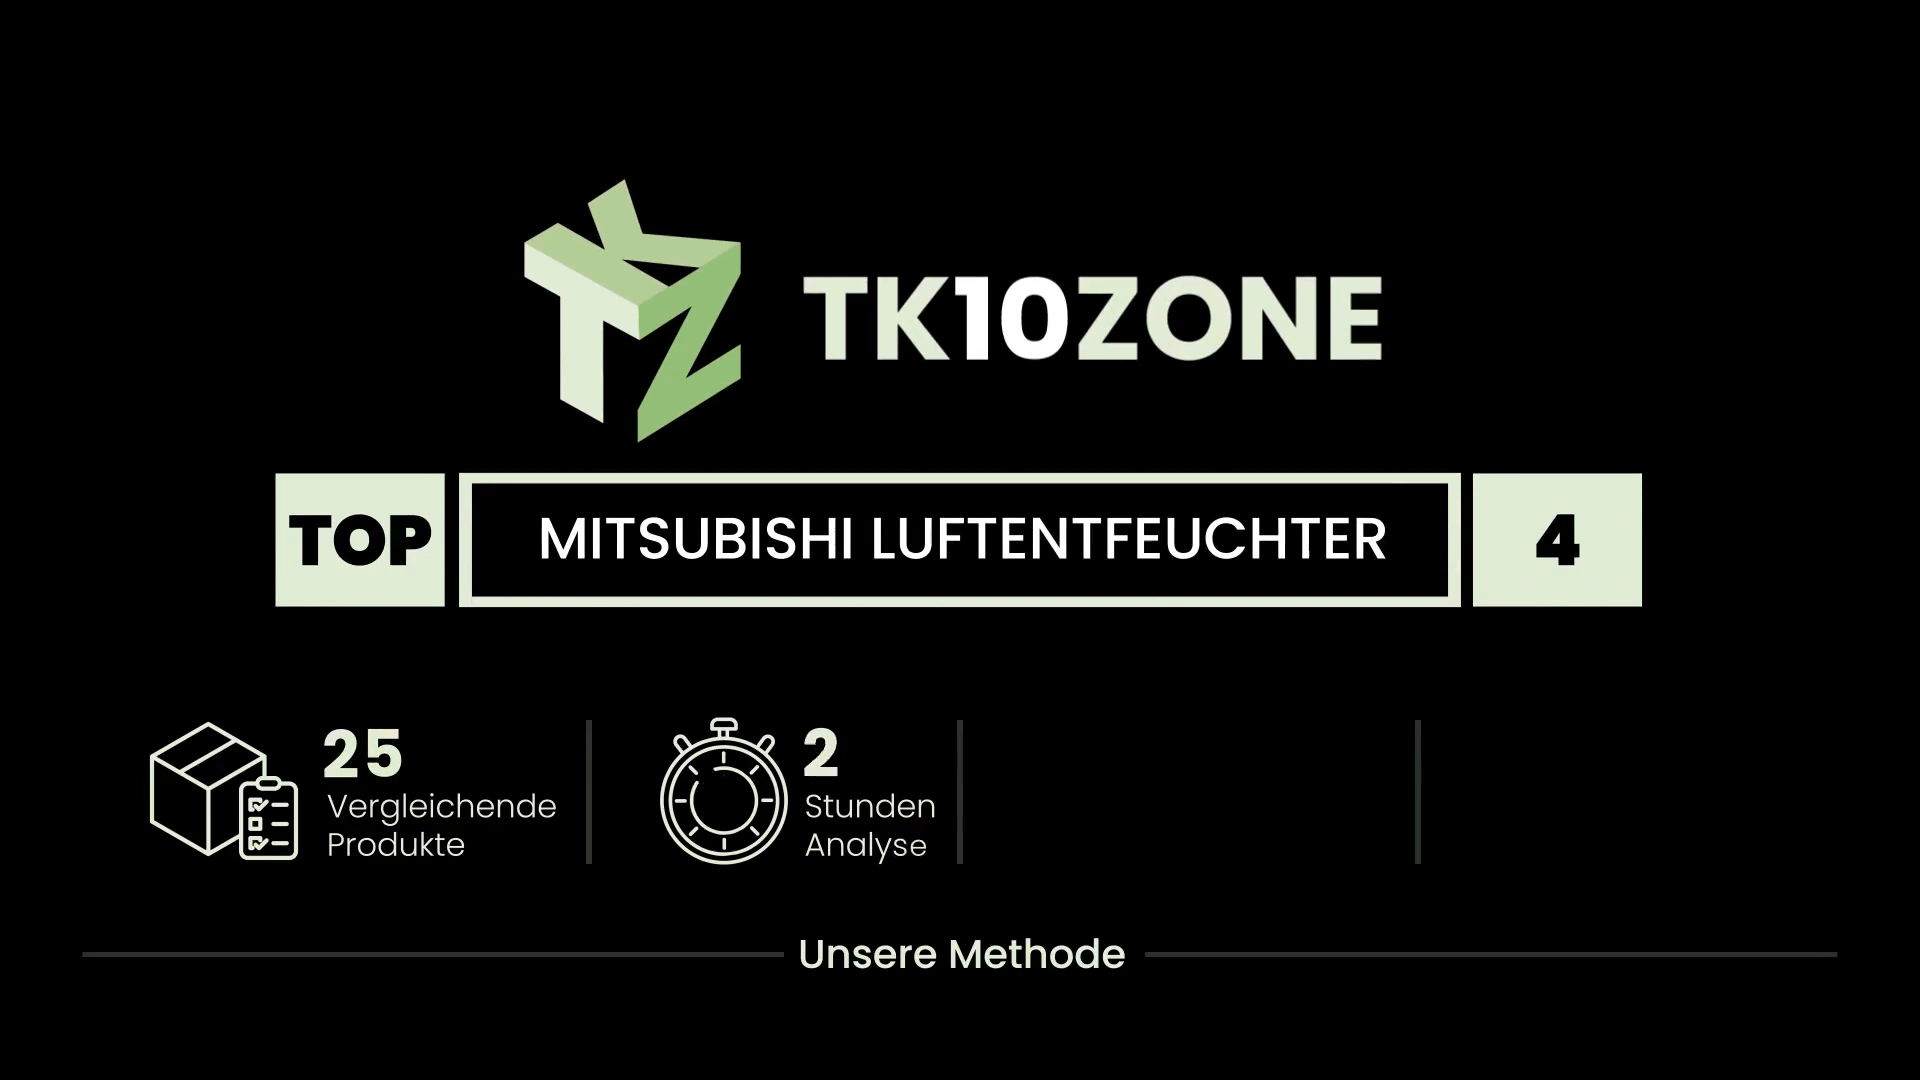 TK10ZONE
TOP MITSUBISHI LUFTENTFEUCHTER 4
25
Vergleichende
Produkte
2
Stunden
Analyse
Unsere Methode